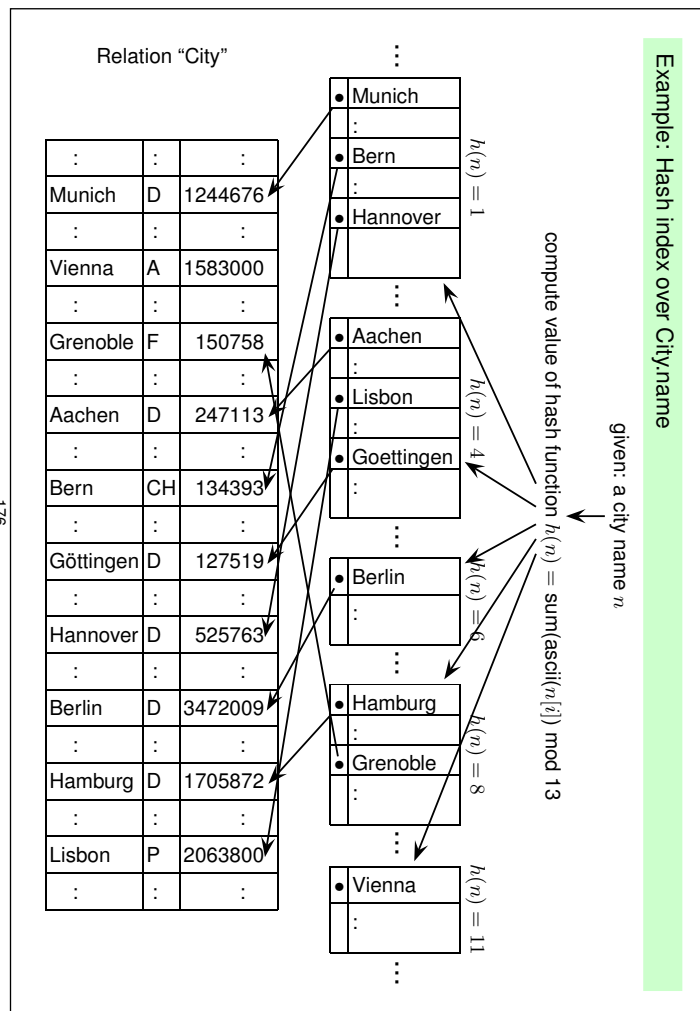 Example: Hash index over City.name
given: a city name n
compute value of hash function h(n) = sum(ascii(n[i]) mod 13
h(n) = 1
h(n) = 4
h(n) = 6
h(n) = 8
h(n) = 11
...
• Munich
:
• Bern
:
• Hannover
...
• Aachen
:
• Lisbon
:
• Goettingen
:
...
• Berlin
:
...
• Hamburg
:
• Grenoble
:
...
• Vienna
:
...
Relation “City”
: : :
Munich D 1244676
: : :
Vienna A 1583000
: : :
Grenoble F 150758
: : :
Aachen D 247113
: : :
Bern CH 134393
: : :
Göttingen D 127519
: : :
Hannover D 525763
: : :
Berlin D 3472009
: : :
Hamburg D 1705872
: : :
Lisbon P 2063800
: : :
176